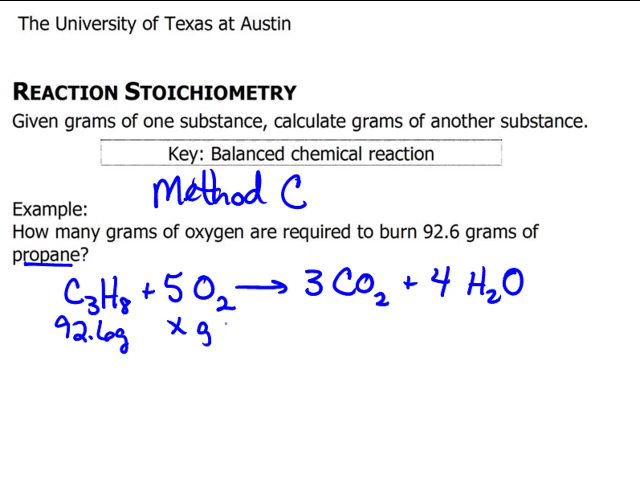 The University of Texas at Austin
REACTION STOICHIOMETRY
Given grams of one substance, calculate grams of another substance.
Key: Balanced chemical reaction
Method C
Example:
How many grams of oxygen are required to burn 92.6 grams of
propane?
C₃H₈ + 5 O₂ → 3 CO₂ + 4 H₂O
92.6g x g